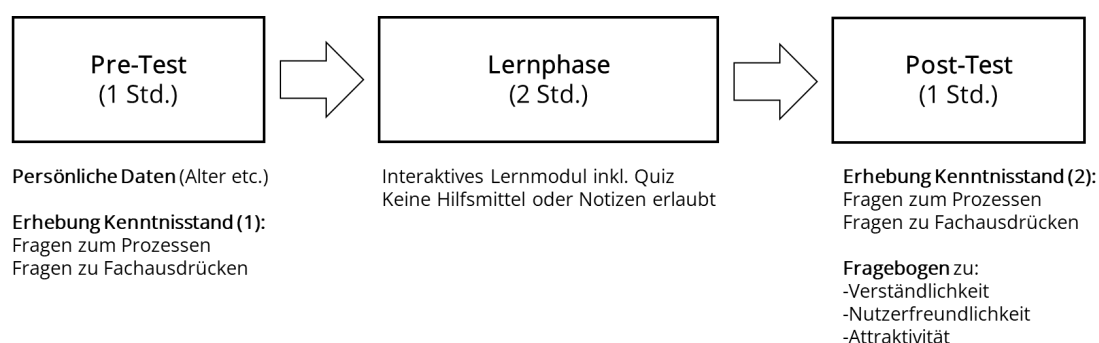 Pre-Test
(1 Std.)
Lernphase
(2 Std.)
Post-Test
(1 Std.)
Persönliche Daten (Alter etc.)
Erhebung Kenntnisstand (1):
Fragen zum Prozessen
Fragen zu Fachausdrücken
Interaktives Lernmodul inkl. Quiz
Keine Hilfsmittel oder Notizen erlaubt
Erhebung Kenntnisstand (2):
Fragen zum Prozessen
Fragen zu Fachausdrücken
Fragebogen zu:
-Verständlichkeit
-Nutzerfreundlichkeit
-Attraktivität